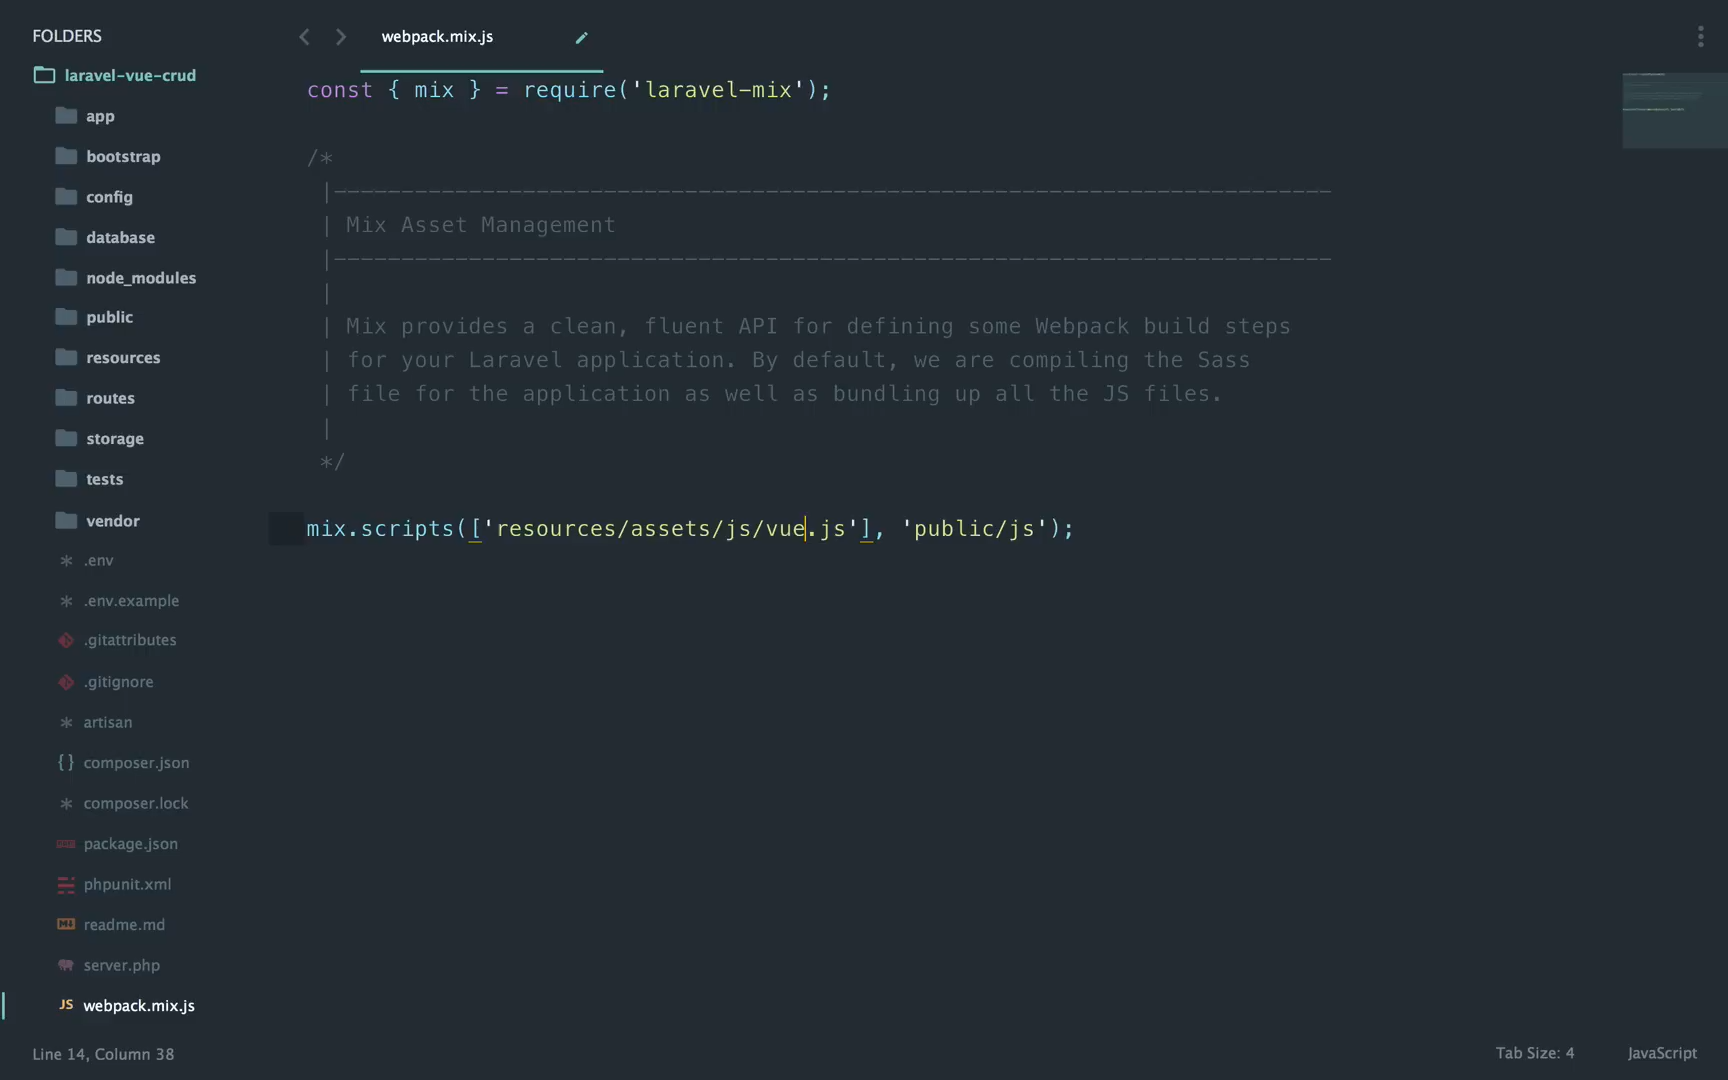 FOLDERS
laravel-vue-crud
app
bootstrap
config
database
node_modules
public
resources
routes
storage
tests
vendor
.env
.env.example
.gitattributes
.gitignore
artisan
{} composer.json
composer.lock
package.json
phpunit.xml
readme.md
server.php
JS webpack.mix.js
webpack.mix.js
const { mix } = require('laravel-mix');
/*
|--------------------------------------------------------------------------
| Mix Asset Management
|--------------------------------------------------------------------------
|
| Mix provides a clean, fluent API for defining some Webpack build steps
| for your Laravel application. By default, we are compiling the Sass
| file for the application as well as bundling up all the JS files.
|
*/
mix.scripts(['resources/assets/js/vue.js'], 'public/js');
Line 14, Column 38
Tab Size: 4
JavaScript